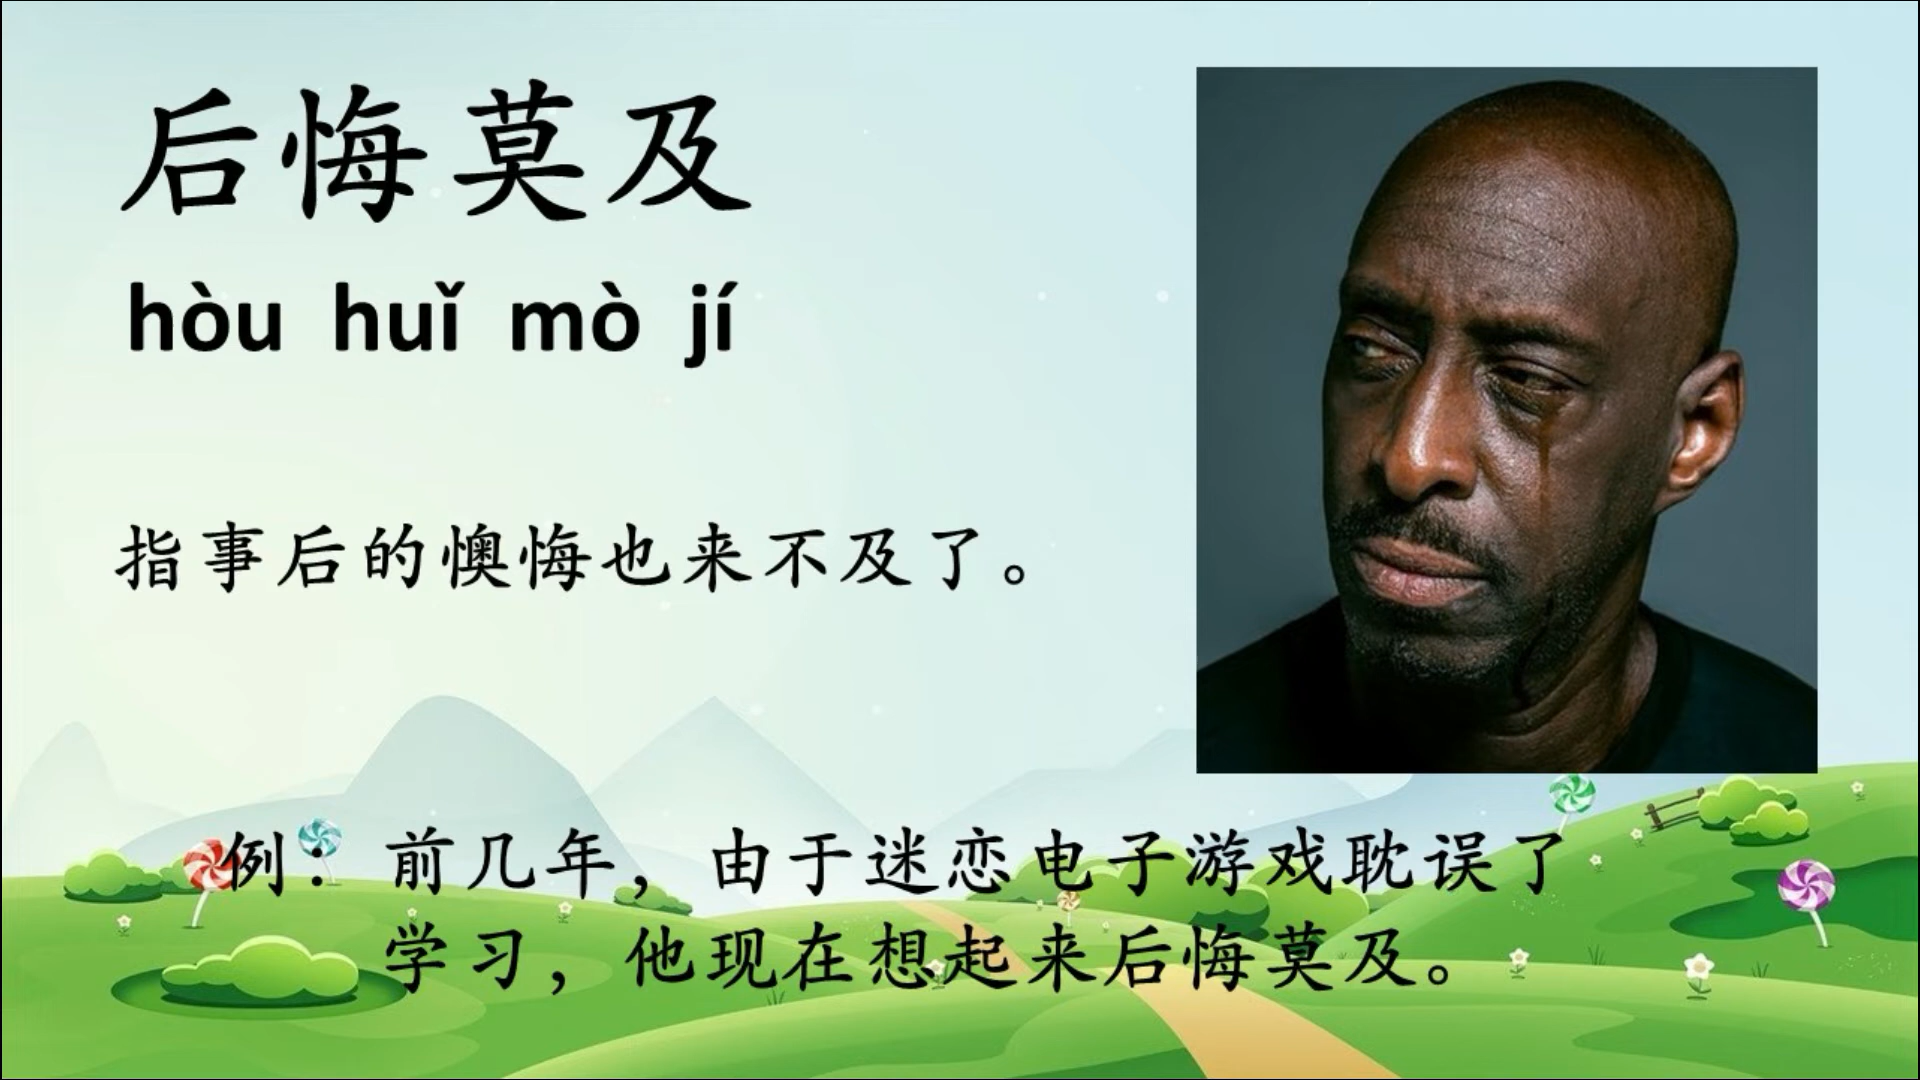 后悔莫及
hòu huǐ mò jí
指事后的懊悔也来不及了。
例：前几年，由于迷恋电子游戏耽误了
学习，他现在想起来后悔莫及。